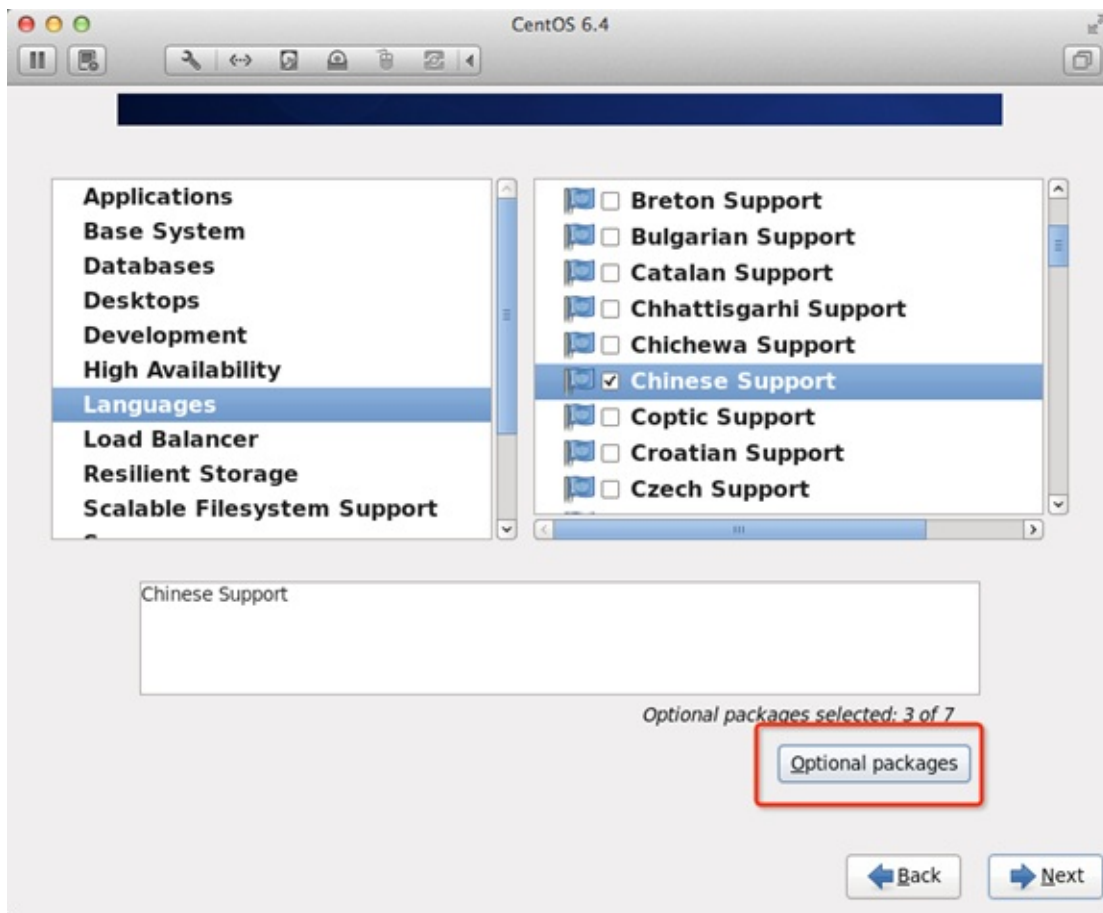 CentOS 6.4
Applications
Base System
Databases
Desktops
Development
High Availability
Languages
Load Balancer
Resilient Storage
Scalable Filesystem Support
Breton Support
Bulgarian Support
Catalan Support
Chhattisgarhi Support
Chichewa Support
Chinese Support
Coptic Support
Croatian Support
Czech Support
Chinese Support
Optional packages selected: 3 of 7
Optional packages
Back
Next